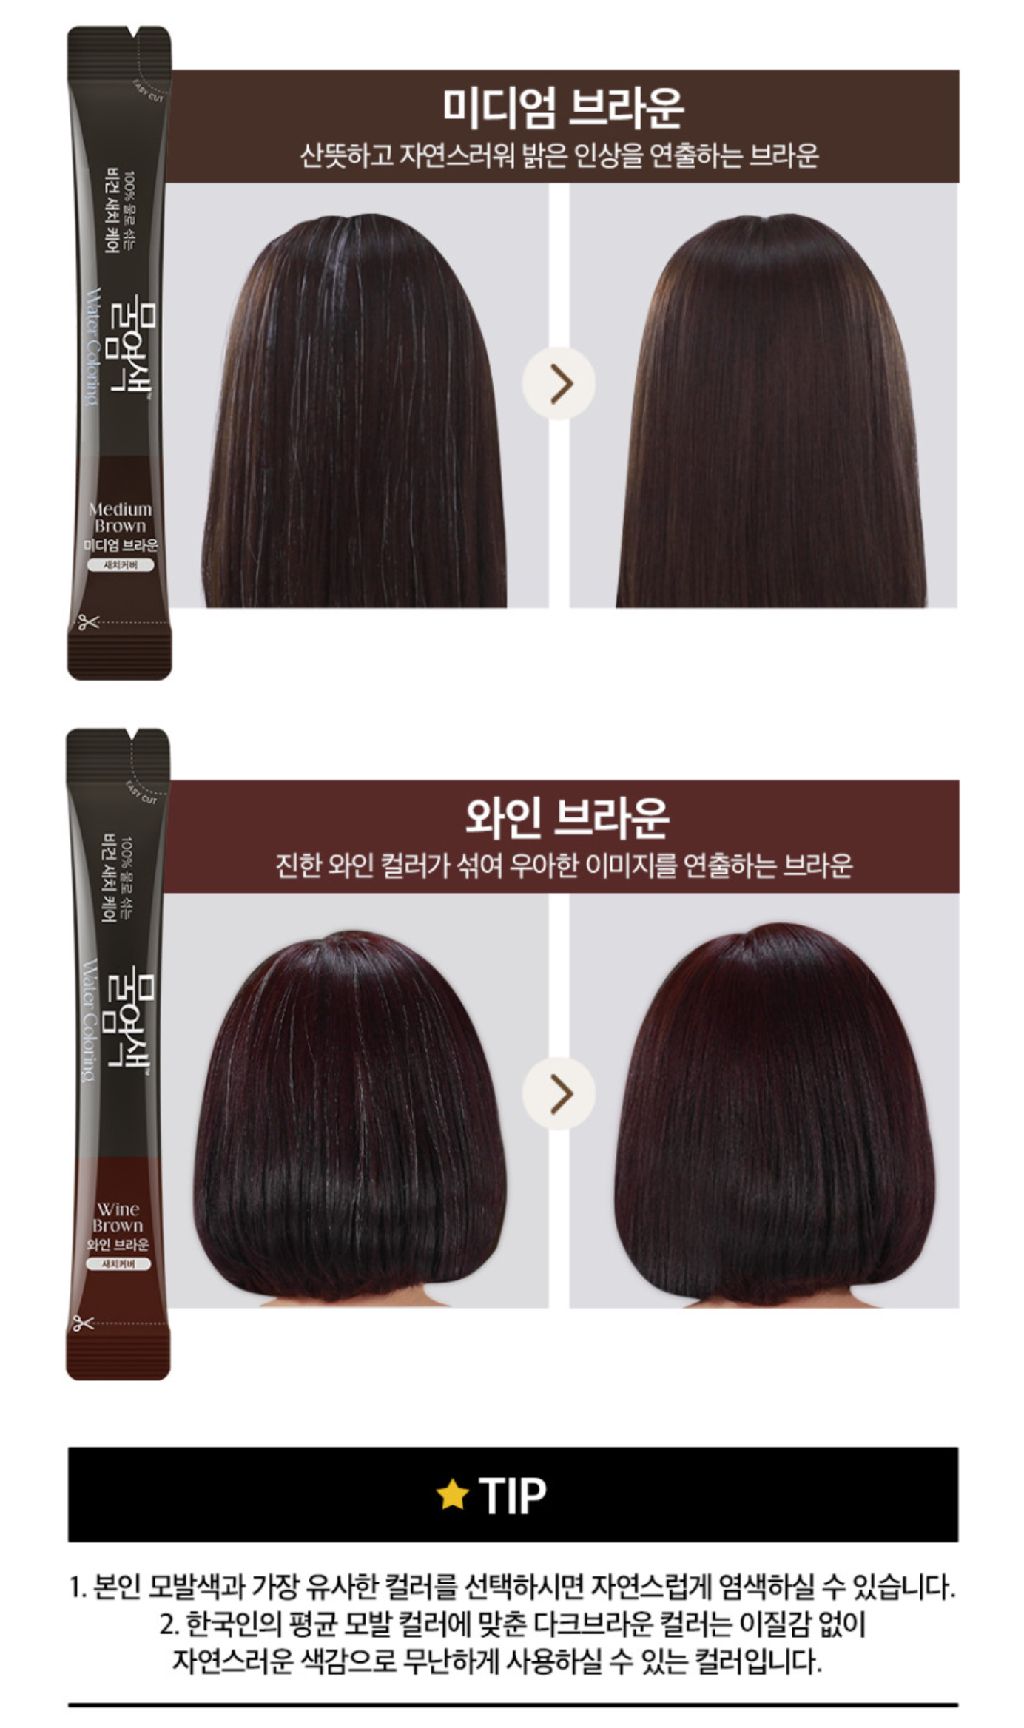 미디엄 브라운
산뜻하고 자연스러워 밝은 인상을 연출하는 브라운
EASY CUT
100% 물로 섞는
비건 새치 케어
물염색™
Water Coloring
Medium
Brown
미디엄 브라운
새치커버
와인 브라운
진한 와인 컬러가 섞여 우아한 이미지를 연출하는 브라운
EASY CUT
100% 물로 섞는
비건 새치 케어
물염색™
Water Coloring
Wine
Brown
와인 브라운
새치커버
TIP
1. 본인 모발색과 가장 유사한 컬러를 선택하시면 자연스럽게 염색하실 수 있습니다.
2. 한국인의 평균 모발 컬러에 맞춘 다크브라운 컬러는 이질감 없이
자연스러운 색감으로 무난하게 사용하실 수 있는 컬러입니다.